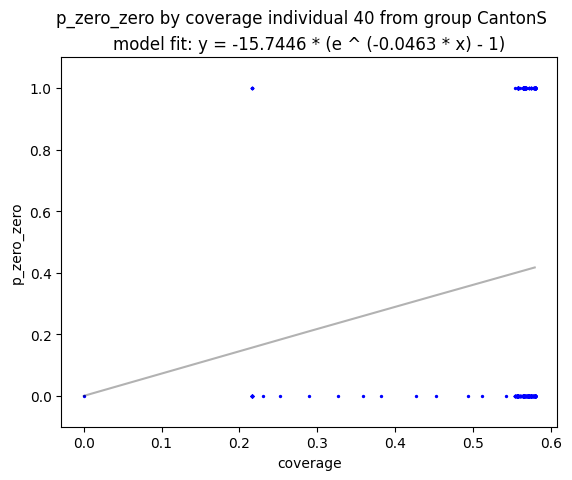 p_zero_zero by coverage individual 40 from group CantonS
model fit: y = -15.7446 * (e ^ (-0.0463 * x) - 1)
1.0
0.8
0.6
0.4
0.2
0.0
p_zero_zero
0.0 0.1 0.2 0.3 0.4 0.5 0.6
coverage